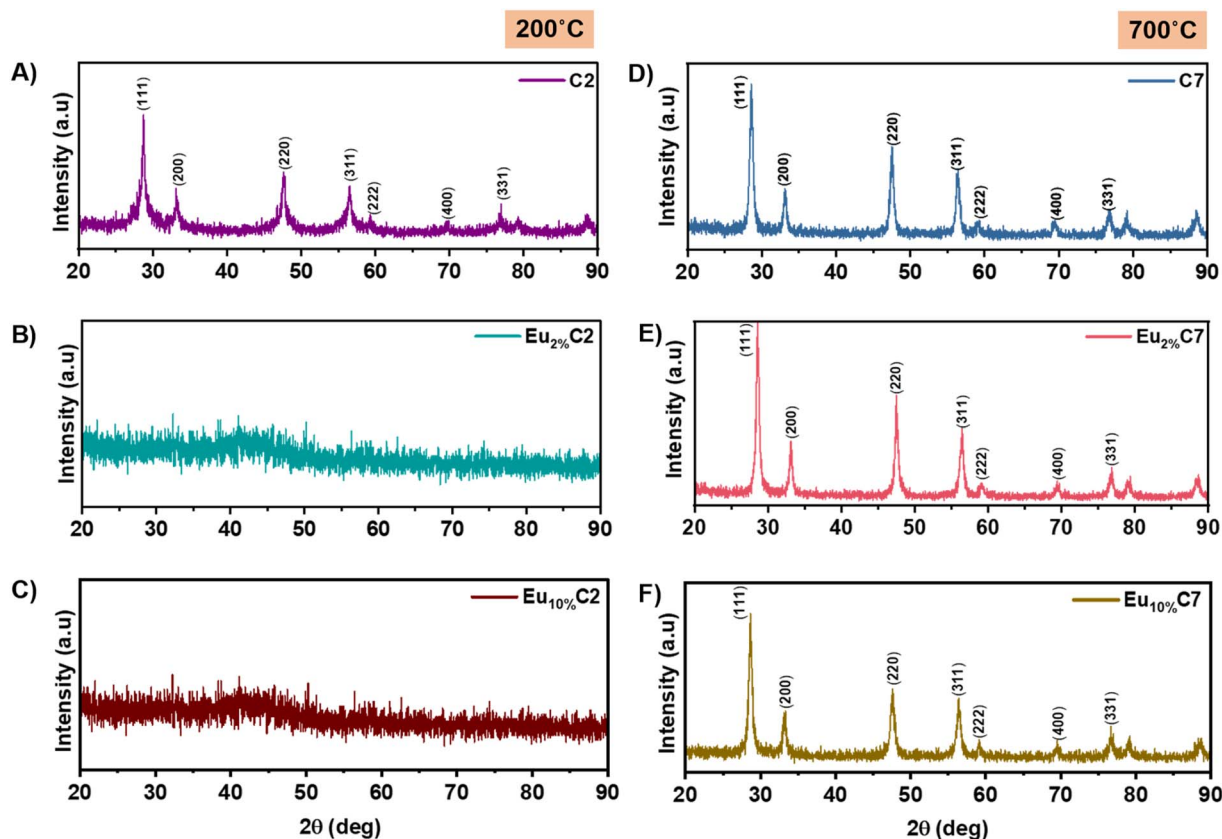 200°C
A)
C2
Intensity (a.u)
(111)
(200)
(220)
(311)
(222)
(400)
(331)
20 30 40 50 60 70 80 90
B)
Eu2%C2
Intensity (a.u)
20 30 40 50 60 70 80 90
C)
Eu10%C2
Intensity (a.u)
20 30 40 50 60 70 80 90
2θ (deg)
700°C
D)
C7
Intensity (a.u)
(111)
(200)
(220)
(311)
(222)
(400)
(331)
20 30 40 50 60 70 80 90
E)
Eu2%C7
Intensity (a.u)
(111)
(200)
(220)
(311)
(222)
(400)
(331)
20 30 40 50 60 70 80 90
F)
Eu10%C7
Intensity (a.u)
(111)
(200)
(220)
(311)
(222)
(400)
(331)
20 30 40 50 60 70 80 90
2θ (deg)